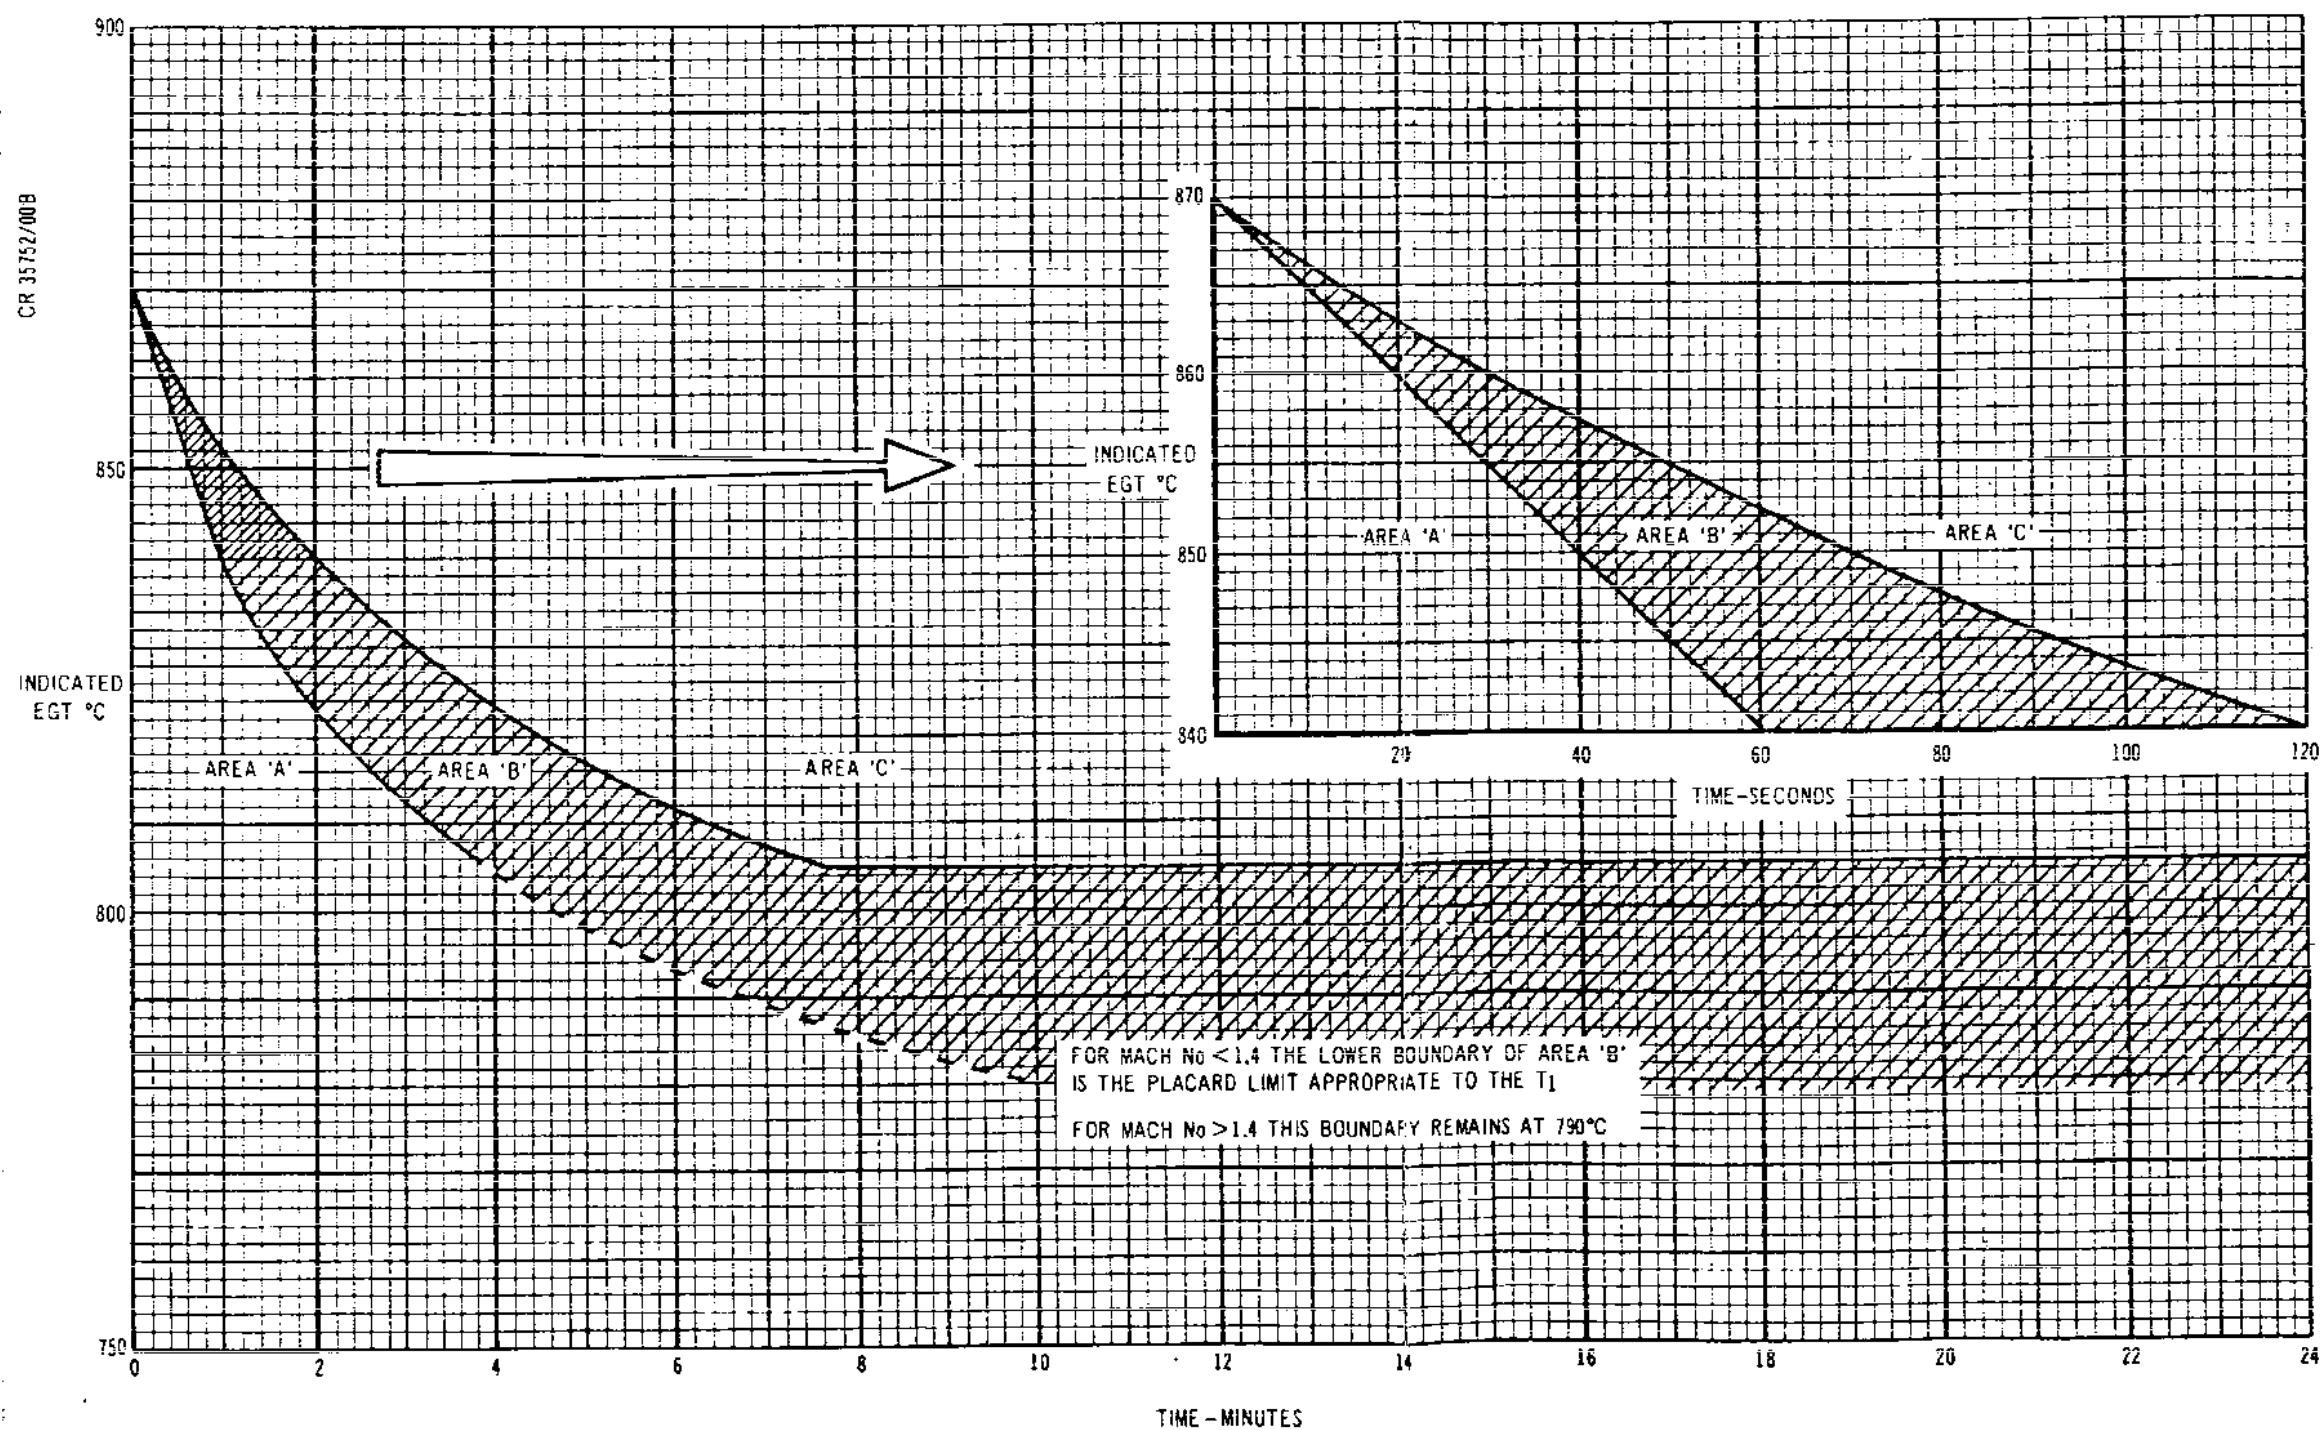 CR 35752/00B
900
850
800
750
INDICATED
EGT °C
AREA 'A'
AREA 'B'
AREA 'C'
0
2
4
6
8
10
12
14
16
18
20
22
24
TIME-MINUTES
870
860
850
840
INDICATED
EGT °C
AREA 'A'
AREA 'B'
AREA 'C'
20
40
60
80
100
120
TIME-SECONDS
FOR MACH No < 1.4 THE LOWER BOUNDARY OF AREA 'B'
IS THE PLACARD LIMIT APPROPRIATE TO THE T1
FOR MACH No > 1.4 THIS BOUNDARY REMAINS AT 790°C